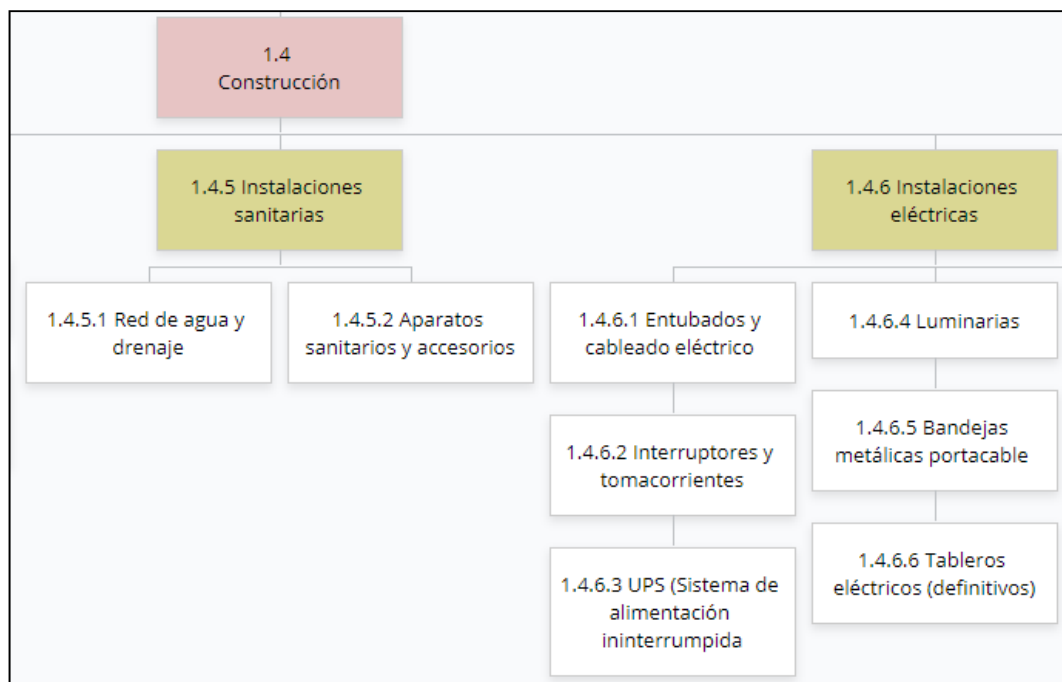 1.4
Construcción
1.4.5 Instalaciones
sanitarias
1.4.6 Instalaciones
eléctricas
1.4.5.1 Red de agua y
drenaje
1.4.5.2 Aparatos
sanitarios y accesorios
1.4.6.1 Entubados y
cableado eléctrico
1.4.6.2 Interruptores y
tomacorrientes
1.4.6.3 UPS (Sistema de
alimentación
ininterrumpida
1.4.6.4 Luminarias
1.4.6.5 Bandejas
metálicas portacable
1.4.6.6 Tableros
eléctricos (definitivos)